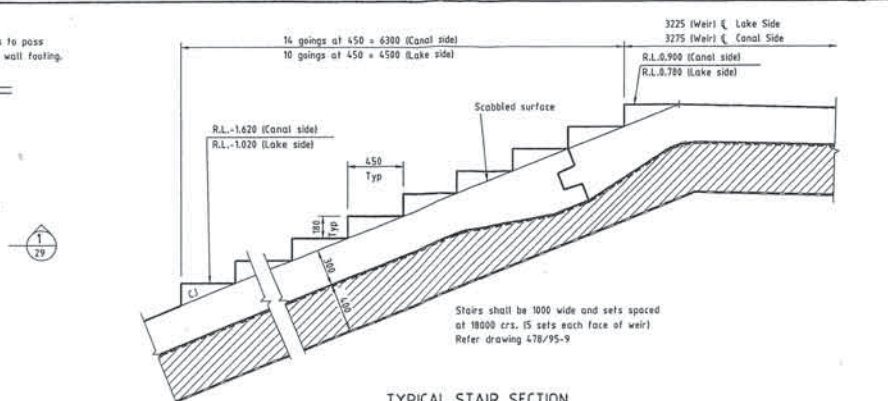 s to pass
wall footing.
14 goings at 450 = 6300 (Canal side)
10 goings at 450 = 4500 (Lake side)
3225 (Weir) ℄ Lake Side
3275 (Weir) ℄ Canal Side
R.L.0.900 (Canal side)
R.L.0.780 (Lake side)
Scabbled surface
R.L.-1.620 (Canal side)
R.L.-1.020 (Lake side)
450
Typ
180
Typ
1
29
CJ
300
400
Stairs shall be 1000 wide and sets spaced
at 18000 crs. (5 sets each face of weir)
Refer drawing 478/95-9
TYPICAL STAIR SECTION